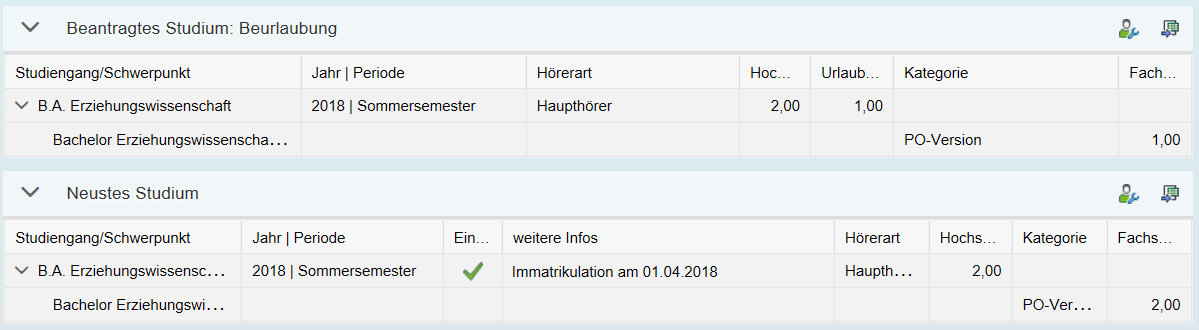 Beantragtes Studium: Beurlaubung
Studiengang/Schwerpunkt Jahr | Periode Hörerart Hoc... Urlaub... Kategorie Fach...
B.A. Erziehungswissenschaft 2018 | Sommersemester Haupthörer 2,00 1,00
Bachelor Erziehungswissenscha... PO-Version 1,00
Neustes Studium
Studiengang/Schwerpunkt Jahr | Periode Ein... weitere Infos Hörerart Hochs... Kategorie Fachs...
B.A. Erziehungswissensc... 2018 | Sommersemester Immatrikulation am 01.04.2018 Haupth... 2,00
Bachelor Erziehungswi... PO-Ver... 2,00